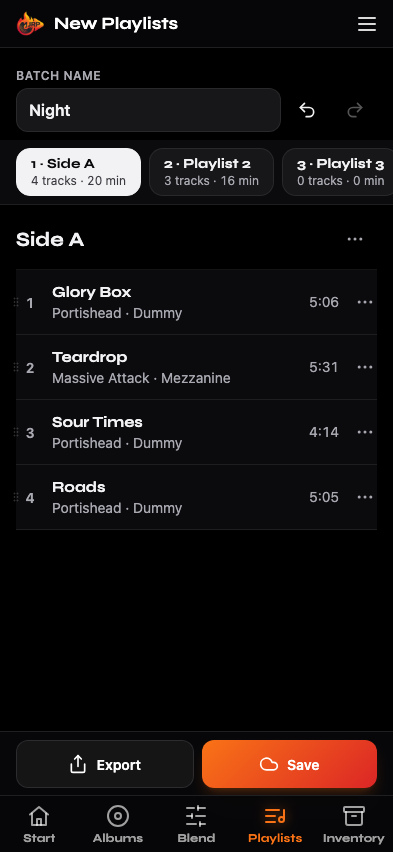 JRP
New Playlists
BATCH NAME
Night
1 · Side A
4 tracks · 20 min
2 · Playlist 2
3 tracks · 16 min
3 · Playlist 3
0 tracks · 0 min
Side A
1
Glory Box
Portishead · Dummy
5:06
2
Teardrop
Massive Attack · Mezzanine
5:31
3
Sour Times
Portishead · Dummy
4:14
4
Roads
Portishead · Dummy
5:05
Export
Save
Start
Albums
Blend
Playlists
Inventory